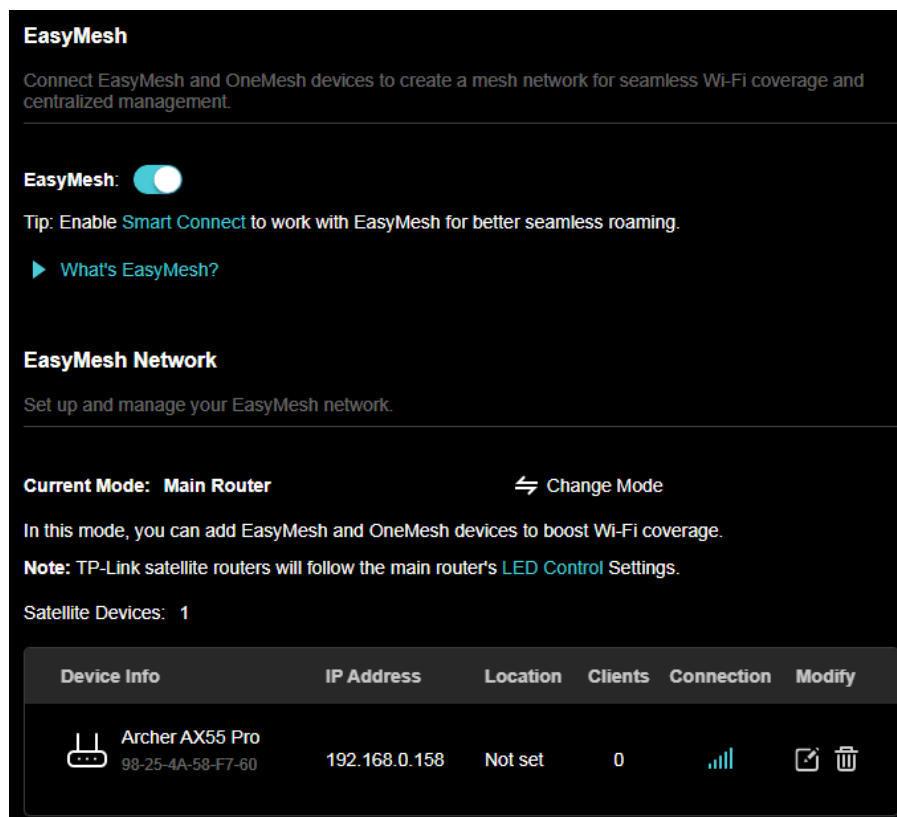 EasyMesh
Connect EasyMesh and OneMesh devices to create a mesh network for seamless Wi-Fi coverage and
centralized management.
EasyMesh:
Tip: Enable Smart Connect to work with EasyMesh for better seamless roaming.
What's EasyMesh?
EasyMesh Network
Set up and manage your EasyMesh network.
Current Mode: Main Router Change Mode
In this mode, you can add EasyMesh and OneMesh devices to boost Wi-Fi coverage.
Note: TP-Link satellite routers will follow the main router's LED Control Settings.
Satellite Devices: 1
Device Info IP Address Location Clients Connection Modify
Archer AX55 Pro
98-25-4A-58-F7-60 192.168.0.158 Not set 0